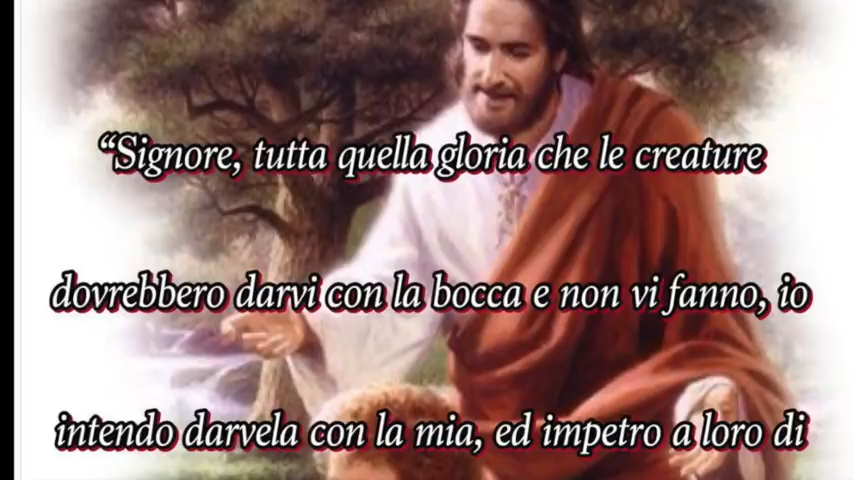 “Signore, tutta quella gloria che le creature
dovrebbero darvi con la bocca e non vi fanno, io
intendo darvela con la mia, ed impetro a loro di